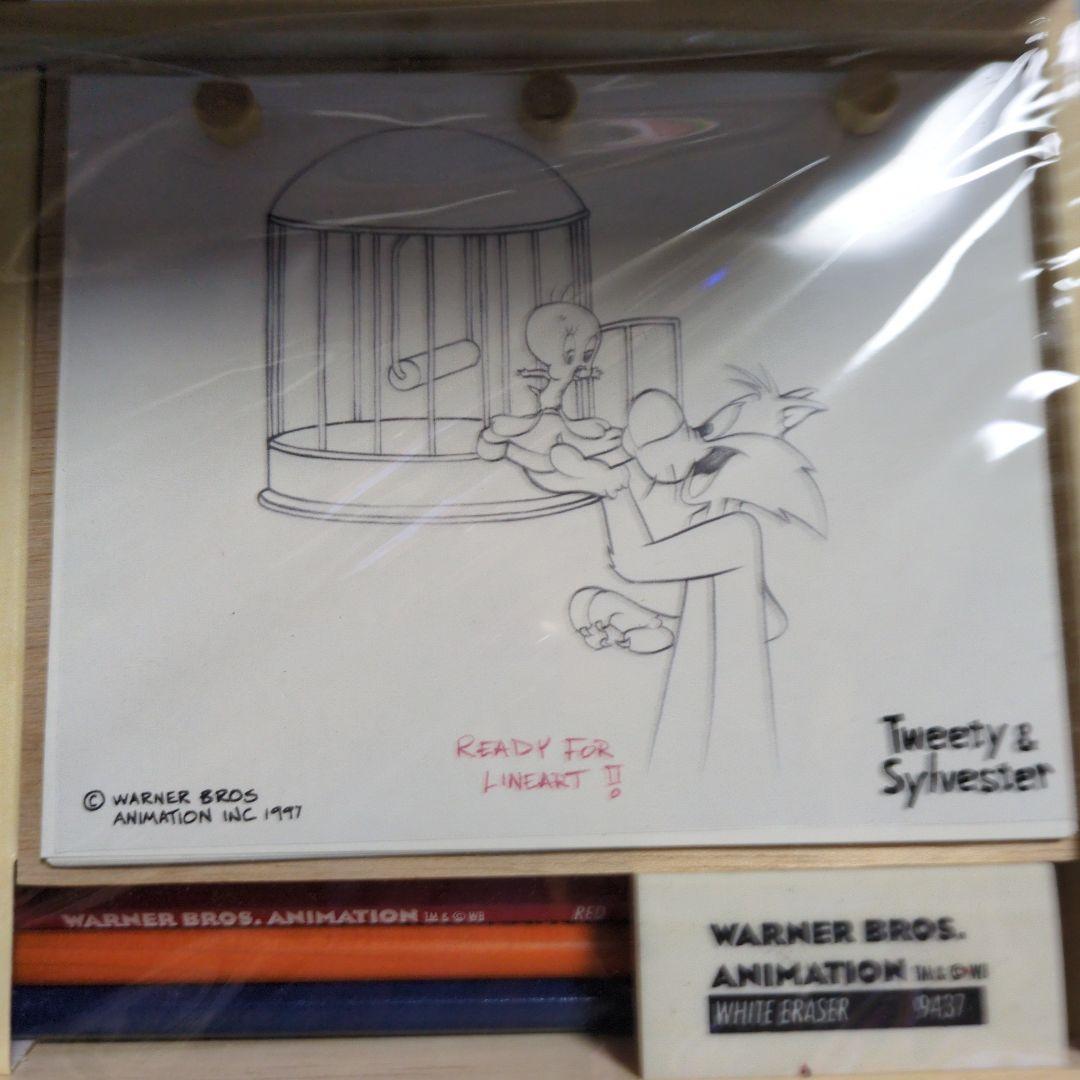 READY FOR
LINEART !!
Tweety &
Sylvester
© WARNER BROS
ANIMATION INC 1997
WARNER BROS. ANIMATION TM & © WB RED
WARNER BROS.
ANIMATION TM & © WB
WHITE ERASER 9A37